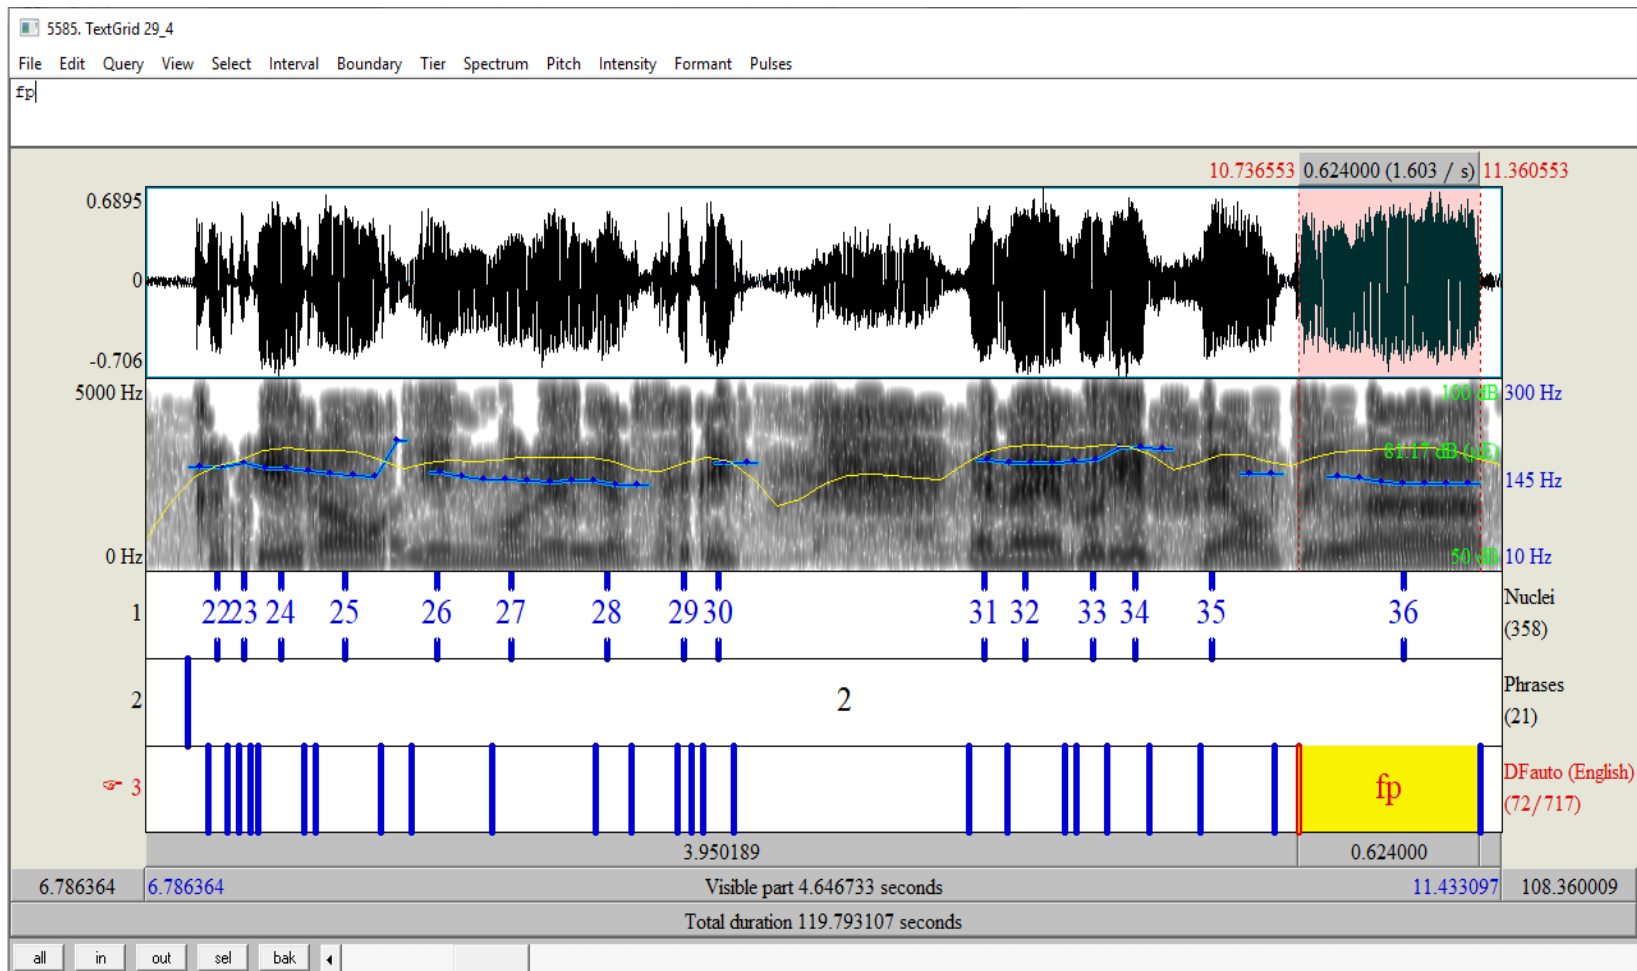 5585. TextGrid 29_4
File Edit Query View Select Interval Boundary Tier Spectrum Pitch Intensity Formant Pulses
fp
10.736553 0.624000 (1.603 / s) 11.360553
0.6895
0
-0.706
5000 Hz 100 dB 300 Hz
81.17 dB (µE)
145 Hz
0 Hz 50 dB 10 Hz
1 22 23 24 25 26 27 28 29 30 31 32 33 34 35 36 Nuclei
(358)
2 2 Phrases
(21)
3 fp DFauto (English)
(72/717)
3.950189 0.624000
6.786364 6.786364 Visible part 4.646733 seconds 11.433097 108.360009
Total duration 119.793107 seconds
all in out sel bak